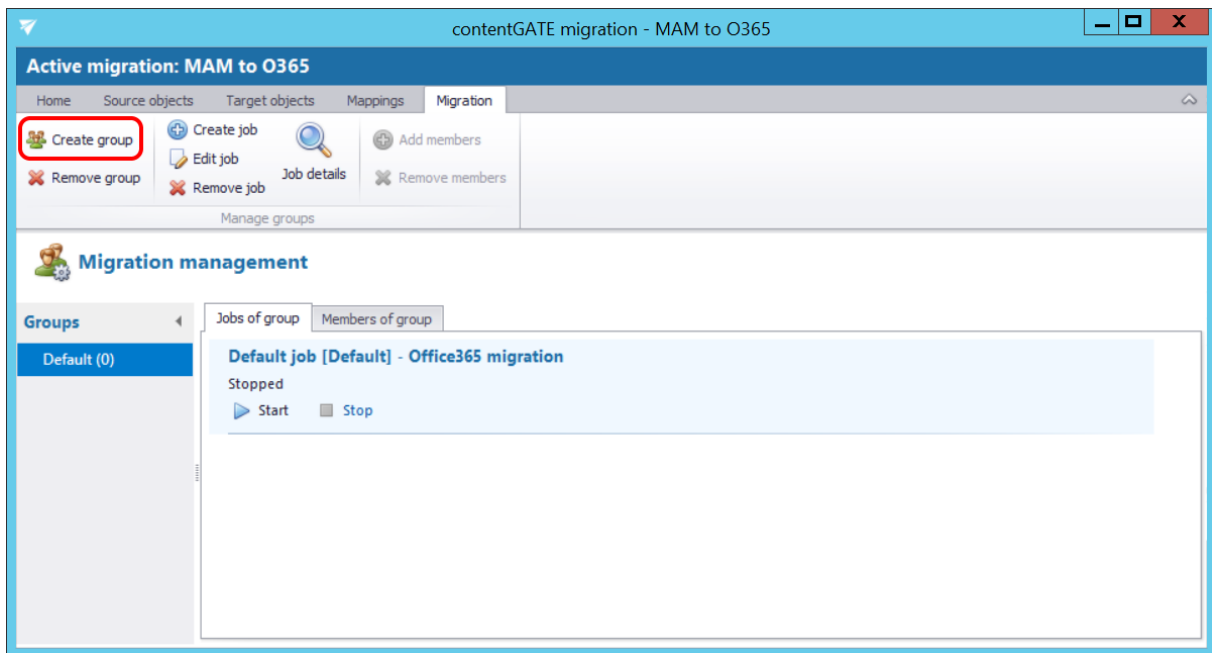 contentGATE migration - MAM to O365
Active migration: MAM to O365
Home Source objects Target objects Mappings Migration
Create group Create job Add members
Edit job
Remove group Job details Remove members
Remove job
Manage groups
Migration management
Groups Jobs of group Members of group
Default (0) Default job [Default] - Office365 migration
Stopped
Start Stop